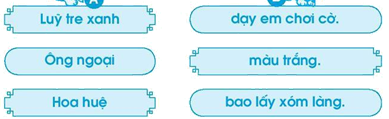 A
Luỹ tre xanh
dạy em chơi cờ.
Ông ngoại
màu trắng.
Hoa huệ
bao lấy xóm làng.